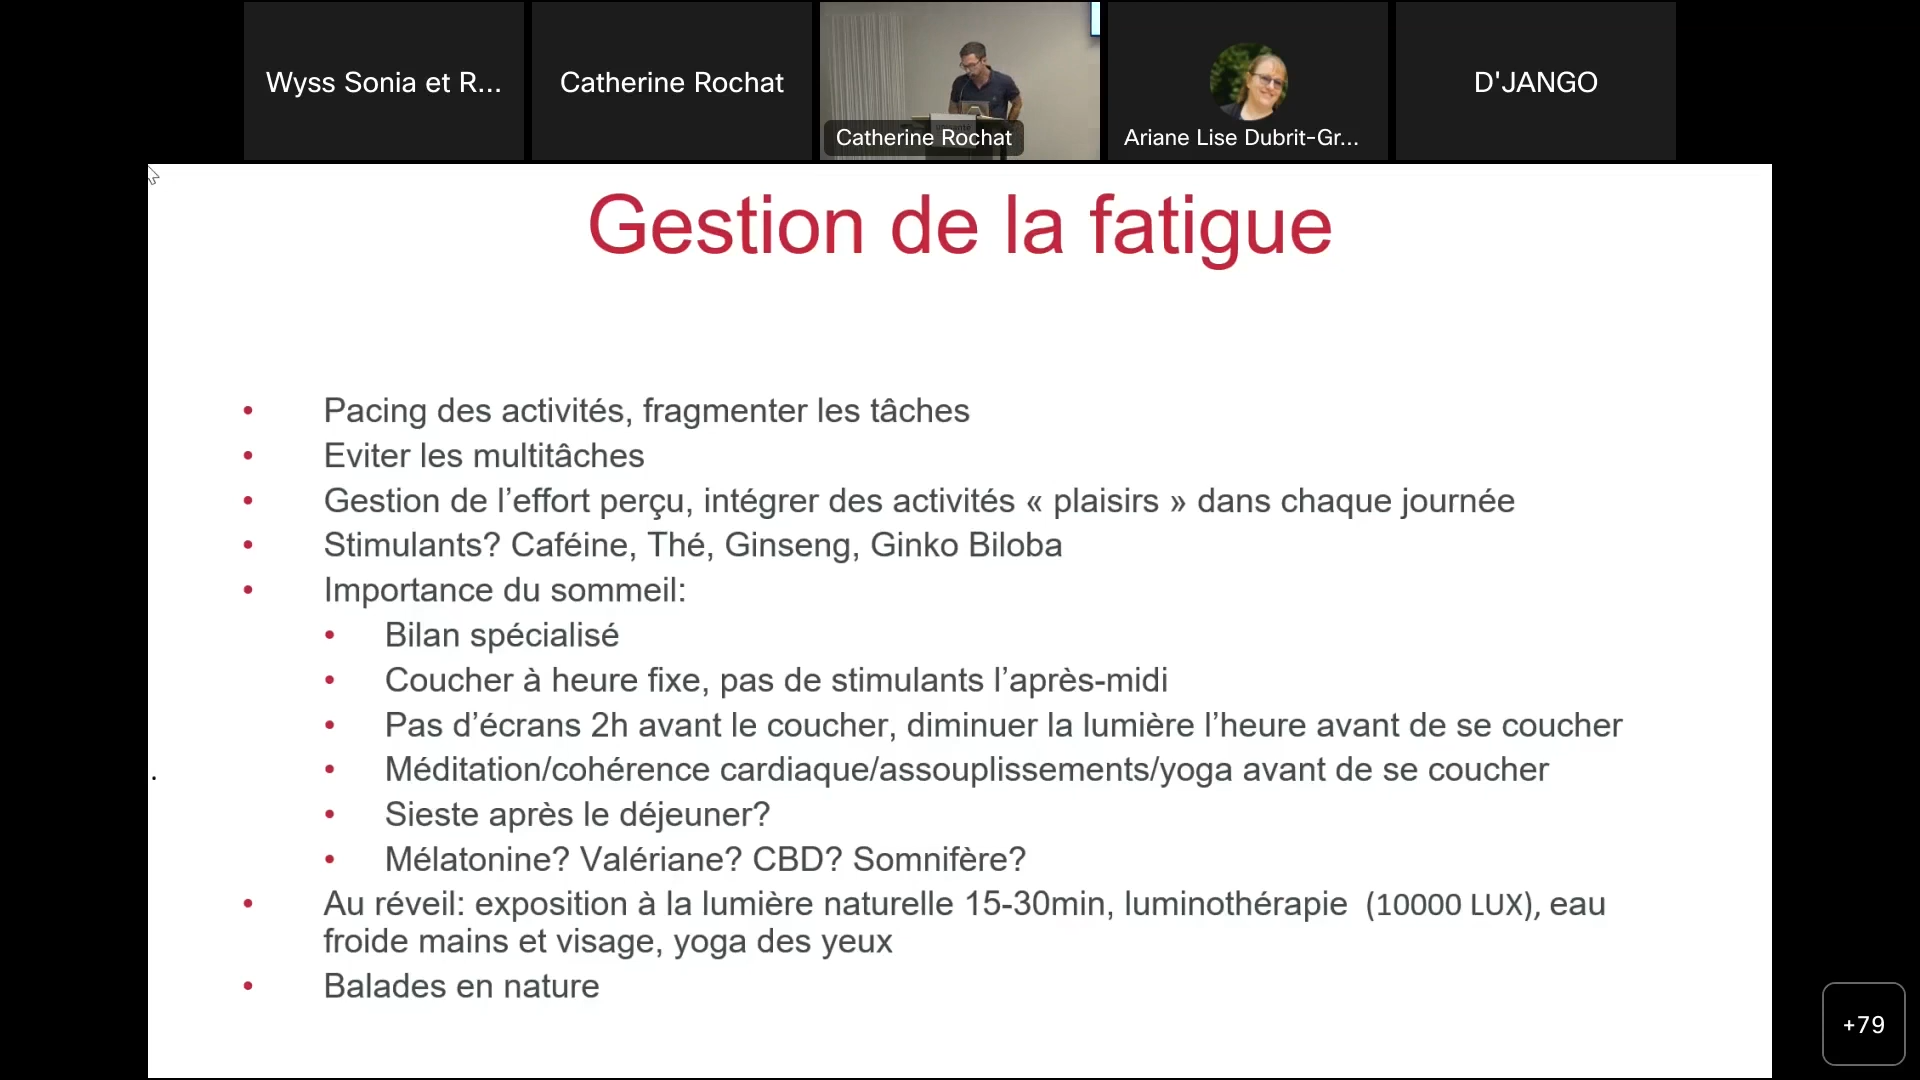 Wyss Sonia et R...
Catherine Rochat
Catherine Rochat
Ariane Lise Dubrit-Gr...
D'JANGO
Gestion de la fatigue
• Pacing des activités, fragmenter les tâches
• Eviter les multitâches
• Gestion de l’effort perçu, intégrer des activités « plaisirs » dans chaque journée
• Stimulants? Caféine, Thé, Ginseng, Ginko Biloba
• Importance du sommeil:
• Bilan spécialisé
• Coucher à heure fixe, pas de stimulants l’après-midi
• Pas d’écrans 2h avant le coucher, diminuer la lumière l’heure avant de se coucher
• Méditation/cohérence cardiaque/assouplissements/yoga avant de se coucher
• Sieste après le déjeuner?
• Mélatonine? Valériane? CBD? Somnifère?
• Au réveil: exposition à la lumière naturelle 15-30min, luminothérapie (10000 LUX), eau
froide mains et visage, yoga des yeux
• Balades en nature
.
+79